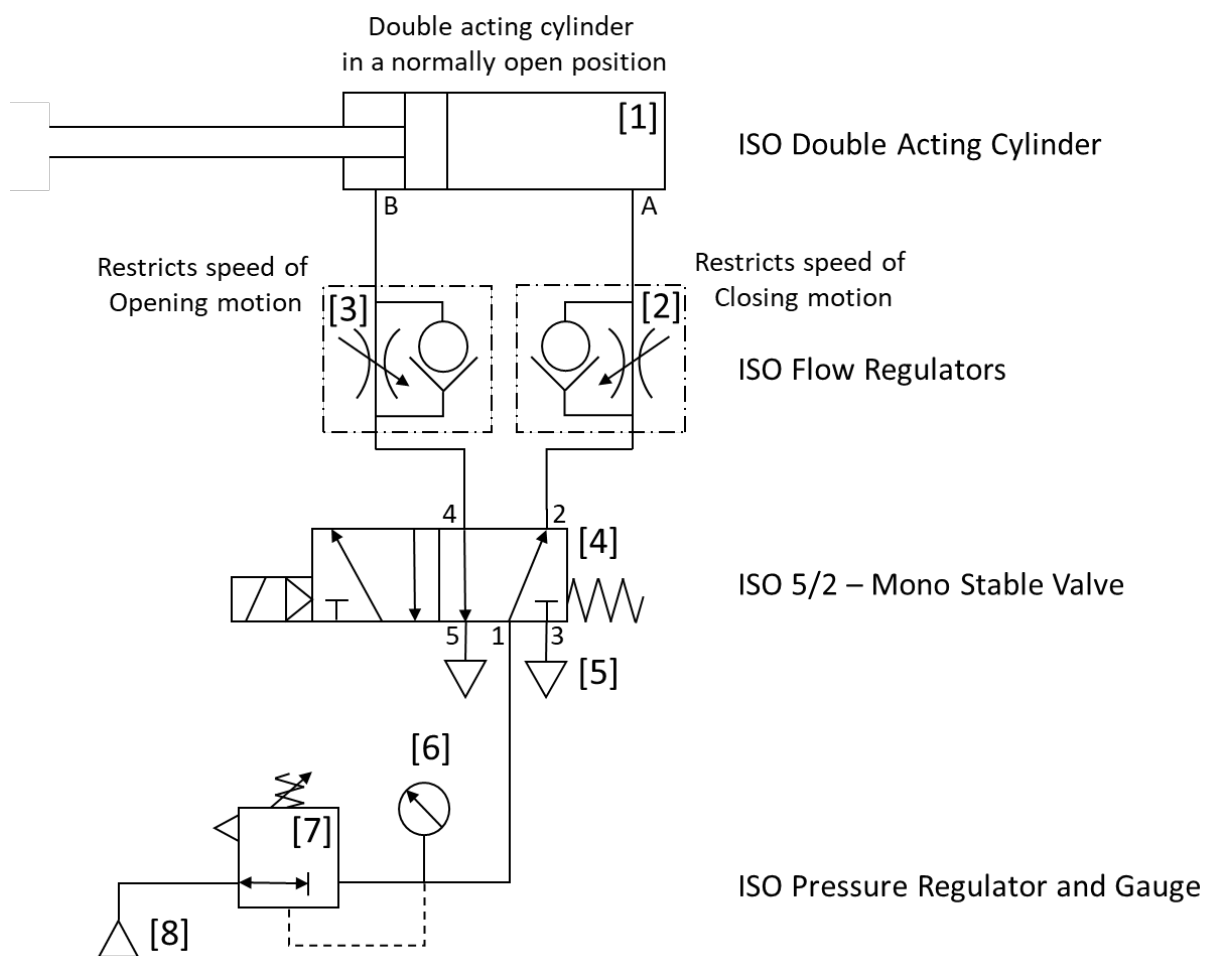 Double acting cylinder
in a normally open position
[1]
ISO Double Acting Cylinder
B
A
Restricts speed of
Opening motion
Restricts speed of
Closing motion
[3]
[2]
ISO Flow Regulators
4
2
[4]
ISO 5/2 – Mono Stable Valve
5
1
3
[5]
[6]
[7]
ISO Pressure Regulator and Gauge
[8]